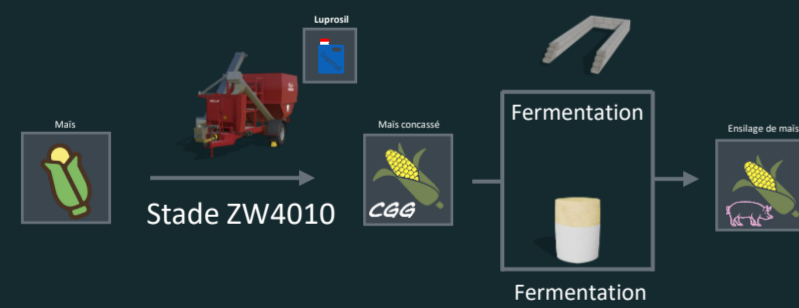 Luprosil
Maïs
Stade ZW4010
Maïs concassé
CGG
Fermentation
Fermentation
Ensilage de maïs